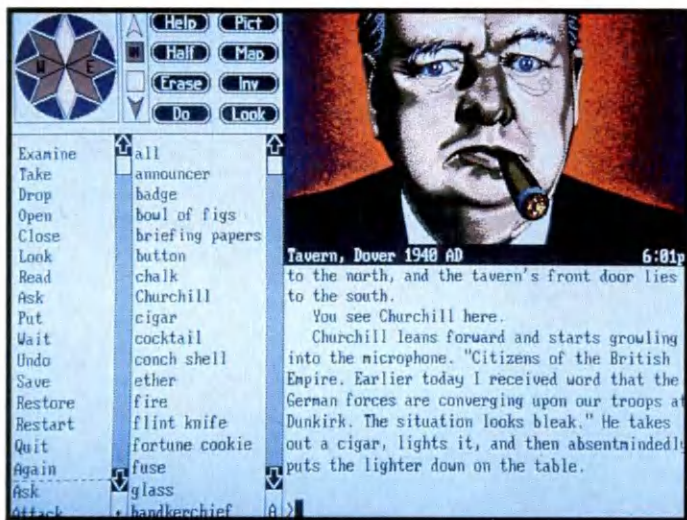 Help Pict
Half Map
Erase Inv
Do Look
W E
Examine
Take
Drop
Open
Close
Look
Read
Ask
Put
Wait
Undo
Save
Restore
Restart
Quit
Again
Ask
Attack
all
announcer
badge
bowl of figs
briefing papers
button
chalk
Churchill
cigar
cocktail
conch shell
ether
fire
flint knife
fortune cookie
fuse
glass
handkerchief
A
Tavern, Dover 1940 AD 6:01p
to the north, and the tavern's front door lies
to the south.
You see Churchill here.
Churchill leans forward and starts growling
into the microphone. "Citizens of the British
Empire. Earlier today I received word that the
German forces are converging upon our troops at
Dunkirk. The situation looks bleak." He takes
out a cigar, lights it, and then absentmindedly
puts the lighter down on the table.
>